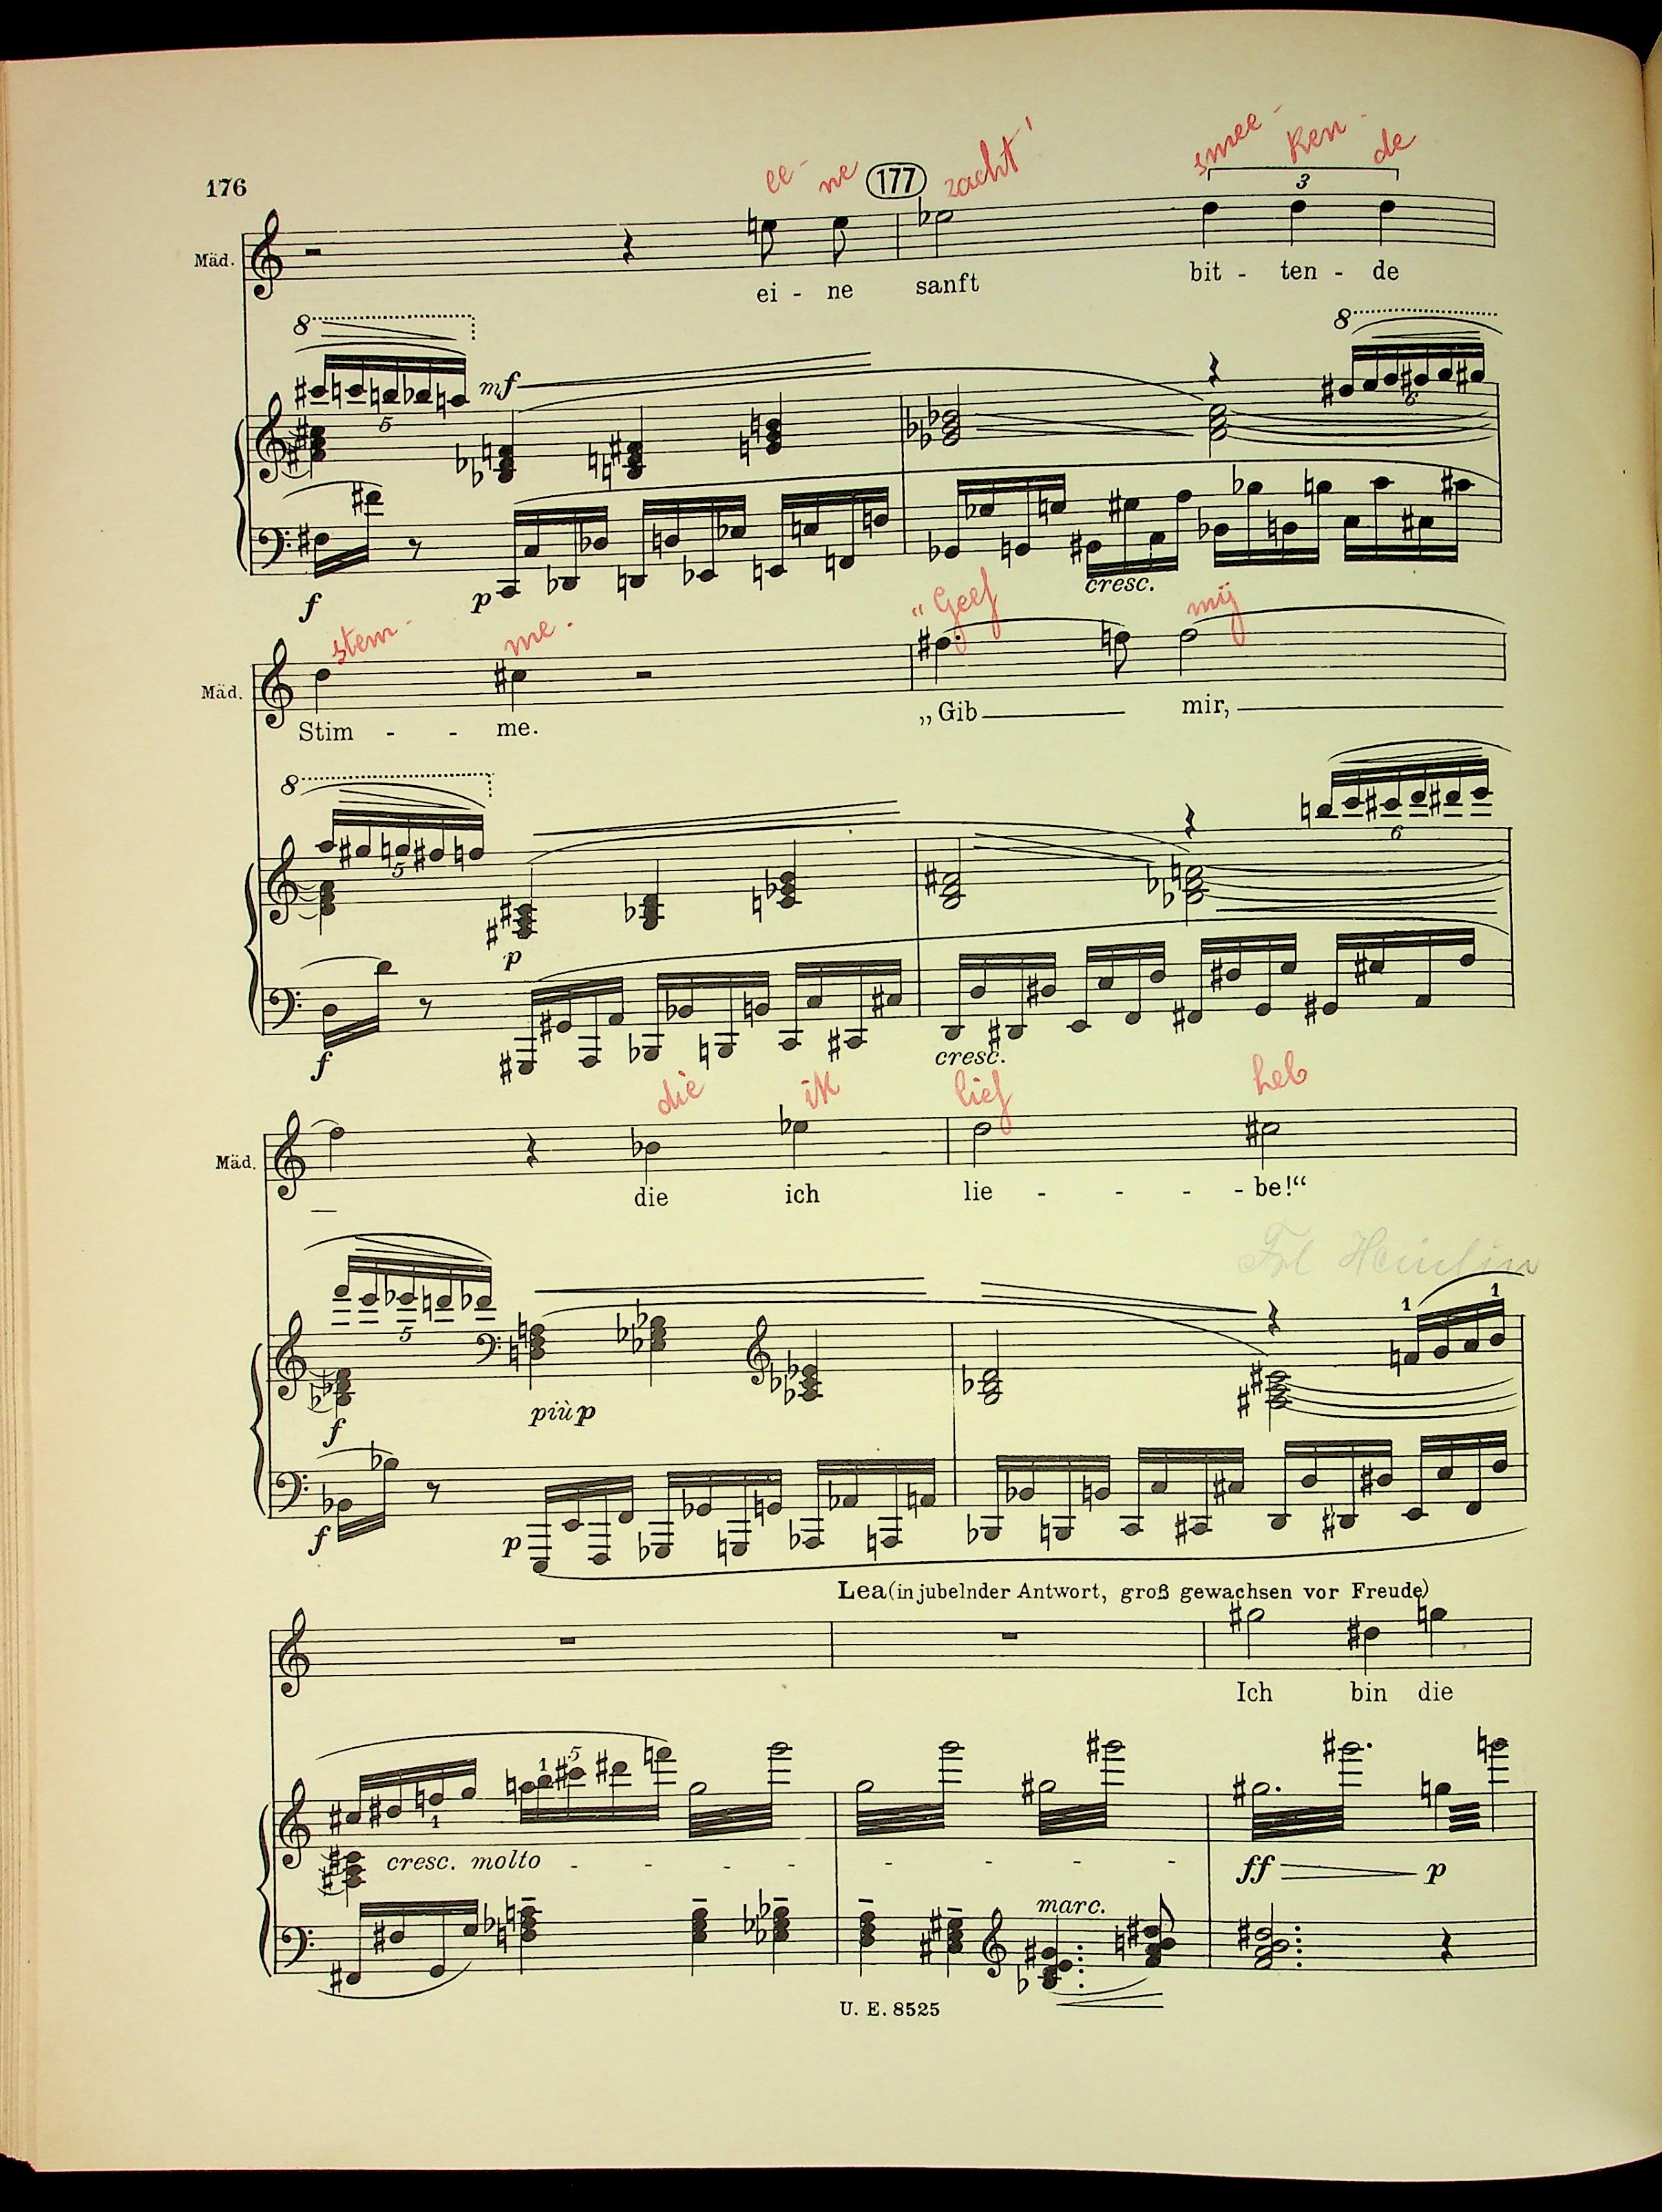 176
ee- ne 177 zacht' smee- ken- de
3
Mäd.
ei - ne sanft bit - ten - de
8 8
mf
5 6
f p cresc.
stem- me. „Geef mij
Mäd.
Stim - - me. „Gib mir,
8
5 6
p
f cresc.
die ik lief heb
Mäd.
die ich lie - - - - be!“
5 1 1
f più p
f p
Lea (in jubelnder Antwort, groß gewachsen vor Freude)
Ich bin die
1 5
1
cresc. molto - - - - - - - ff p
marc.
U. E. 8525